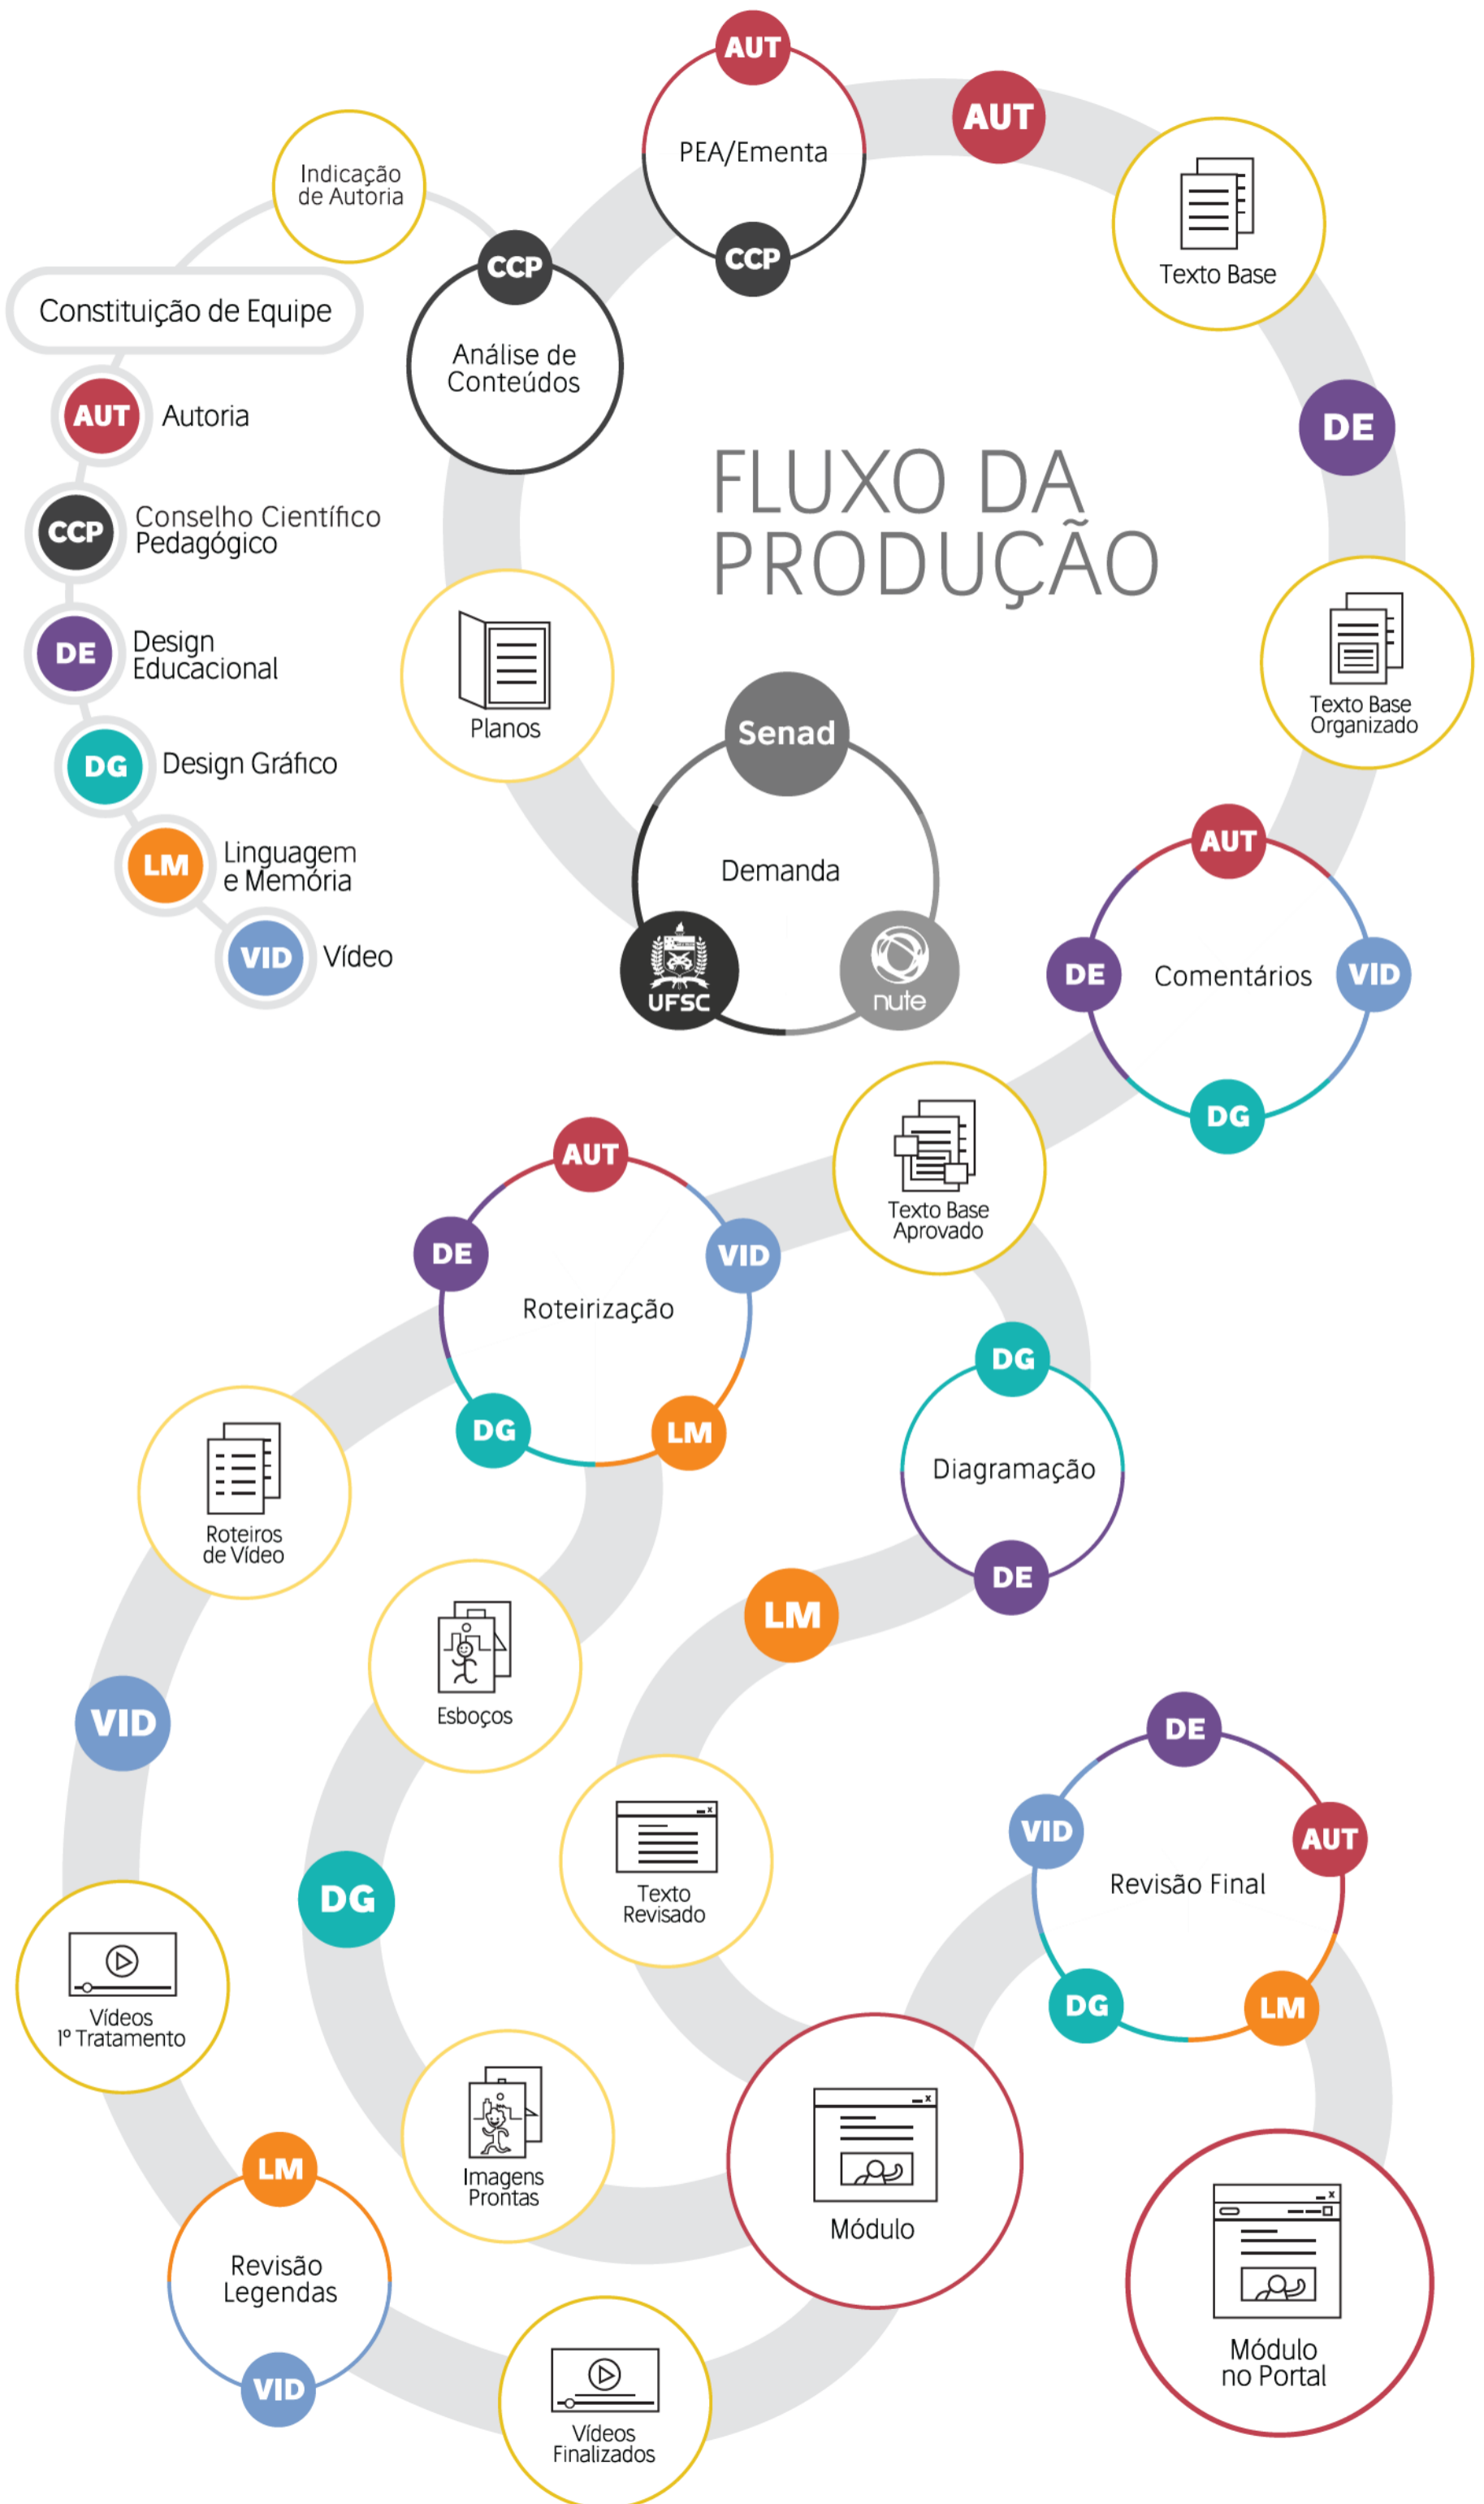 FLUXO DA
PRODUÇÃO
Senad
Demanda
UFSC
nute
Planos
CCP
Análise de
Conteúdos
Indicação
de Autoria
Constituição de Equipe
AUT
Autoria
CCP
Conselho Científico
Pedagógico
DE
Design
Educacional
DG
Design Gráfico
LM
Linguagem
e Memória
VID
Vídeo
AUT
PEA/Ementa
CCP
AUT
Texto Base
DE
Texto Base
Organizado
AUT
DE
Comentários
VID
DG
Texto Base
Aprovado
AUT
DE
VID
Roteirização
DG
LM
DG
Diagramação
DE
LM
Texto
Revisado
Roteiros
de Vídeo
VID
Vídeos
1º Tratamento
LM
Revisão
Legendas
VID
Vídeos
Finalizados
Esboços
DG
Imagens
Prontas
Módulo
DE
VID
AUT
Revisão Final
DG
LM
Módulo
no Portal